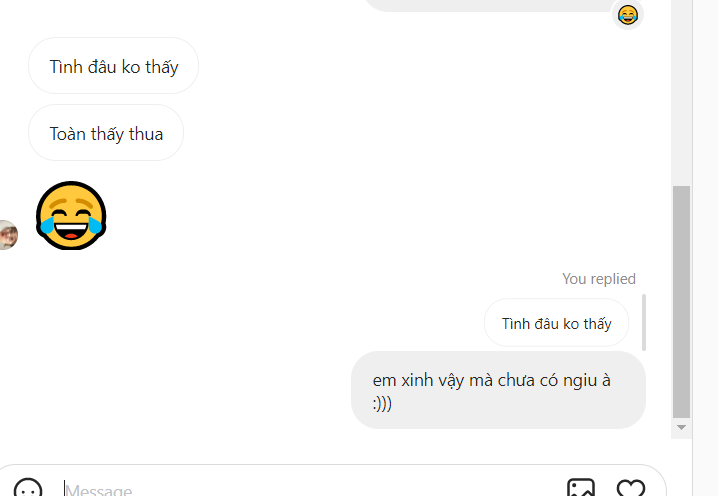 Tình đâu ko thấy
Toàn thấy thua
You replied
Tình đâu ko thấy
em xinh vậy mà chưa có ngiu à
:)))
Message